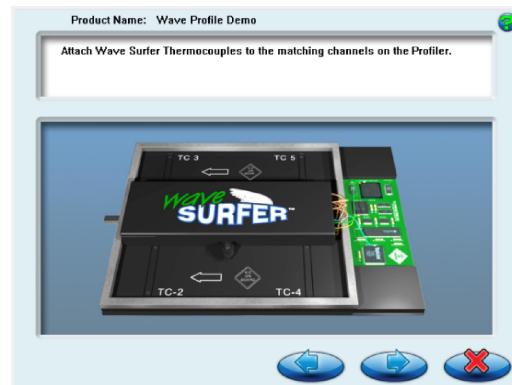 Product Name: Wave Profile Demo
Attach Wave Surfer Thermocouples to the matching channels on the Profiler.
TC 3
TC 5
wave
SURFER™
TC-2
TC-4